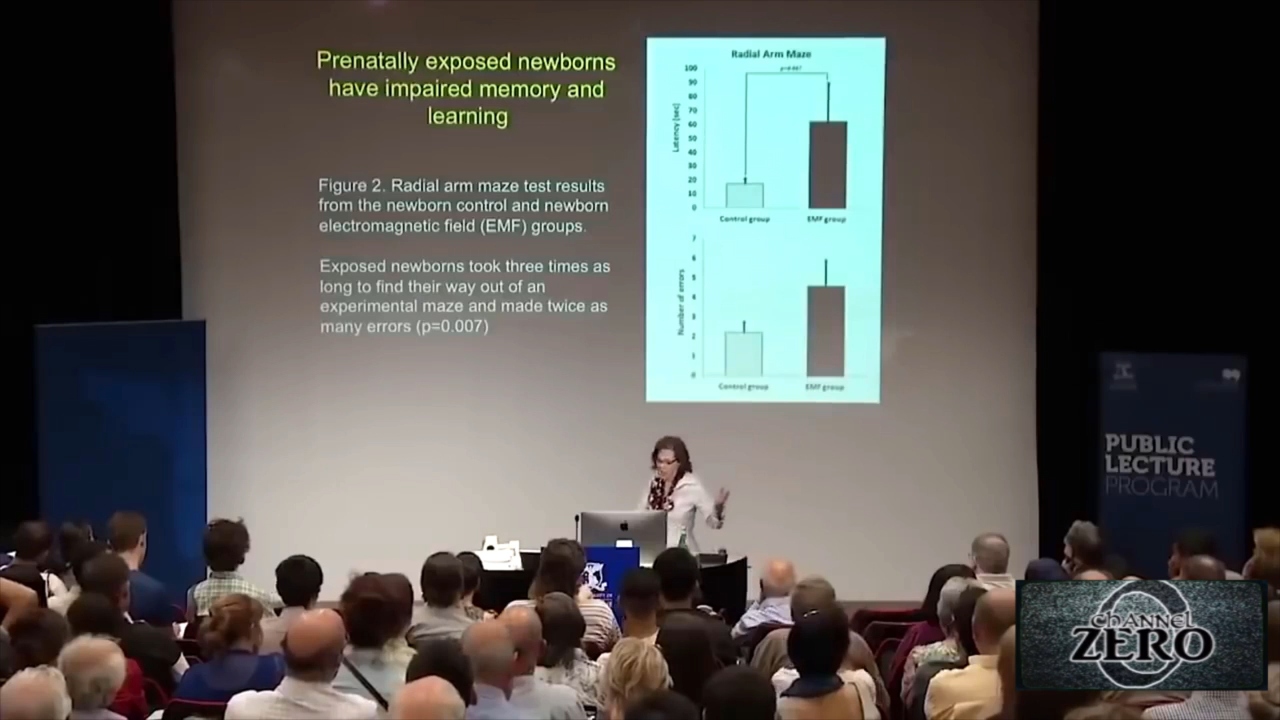 Prenatally exposed newborns
have impaired memory and
learning
Figure 2. Radial arm maze test results
from the newborn control and newborn
electromagnetic field (EMF) groups.
Exposed newborns took three times as
long to find their way out of an
experimental maze and made twice as
many errors (p=0.007)
Radial Arm Maze
Latency (sec)
100
90
80
70
60
50
40
30
20
10
0
Control group
EMF group
Number of errors
7
6
5
4
3
2
1
0
Control group
EMF group
PUBLIC
LECTURE
PROGRAM
channel
ZERO